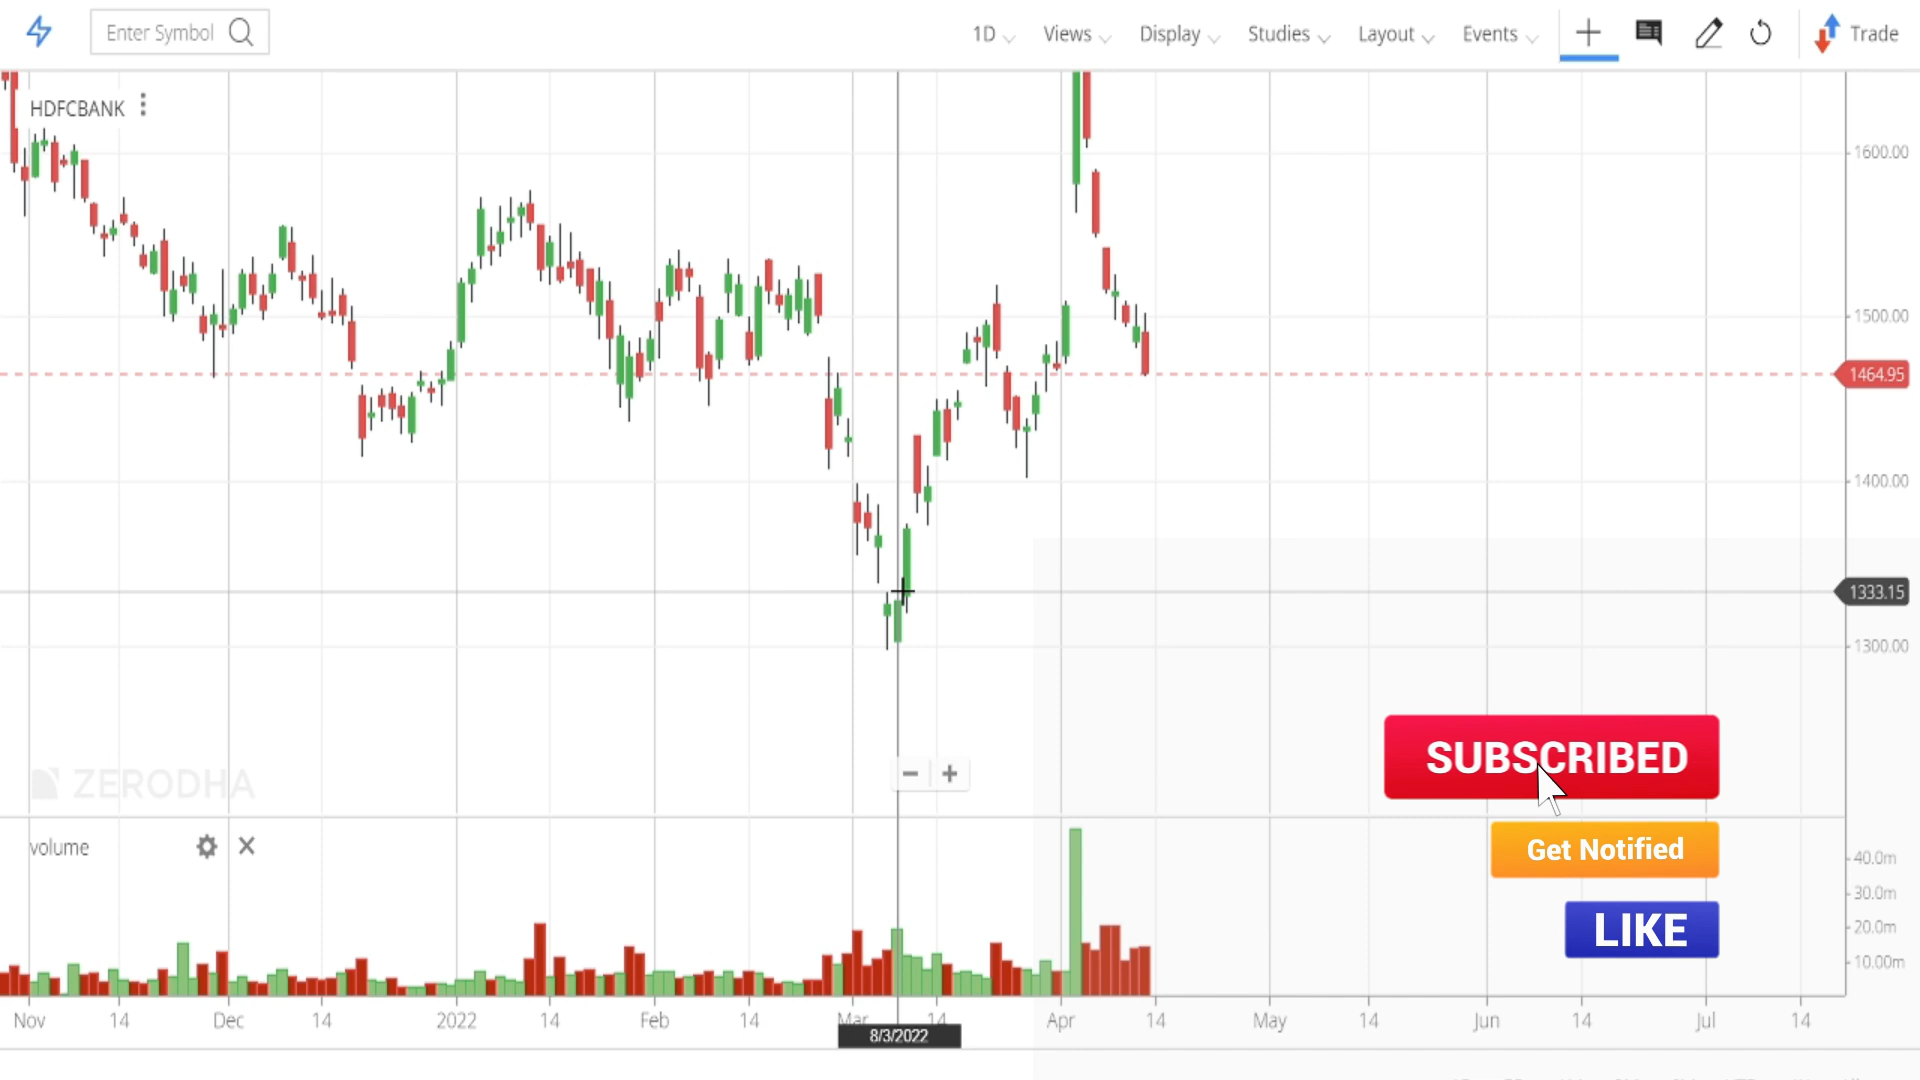 Enter Symbol
1D Views Display Studies Layout Events Trade
HDFCBANK
1600.00
1500.00
1464.95
1400.00
1333.15
1300.00
ZERODHA
SUBSCRIBED
Get Notified
LIKE
volume
40.0m
30.0m
20.0m
10.00m
Nov 14 Dec 14 2022 14 Feb 14 Mar 14 Apr 14 May 14 Jun 14 Jul 14
8/3/2022